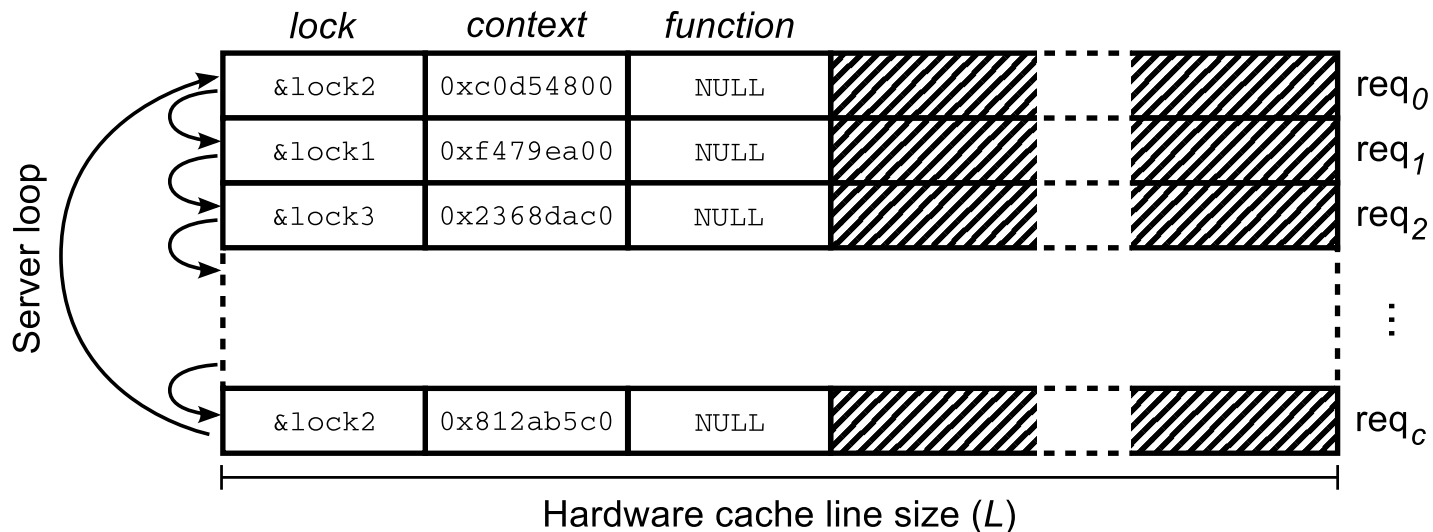 lock context function
&lock2 0xc0d54800 NULL req0
&lock1 0xf479ea00 NULL req1
&lock3 0x2368dac0 NULL req2
Server loop
...
&lock2 0x812ab5c0 NULL reqc
Hardware cache line size (L)